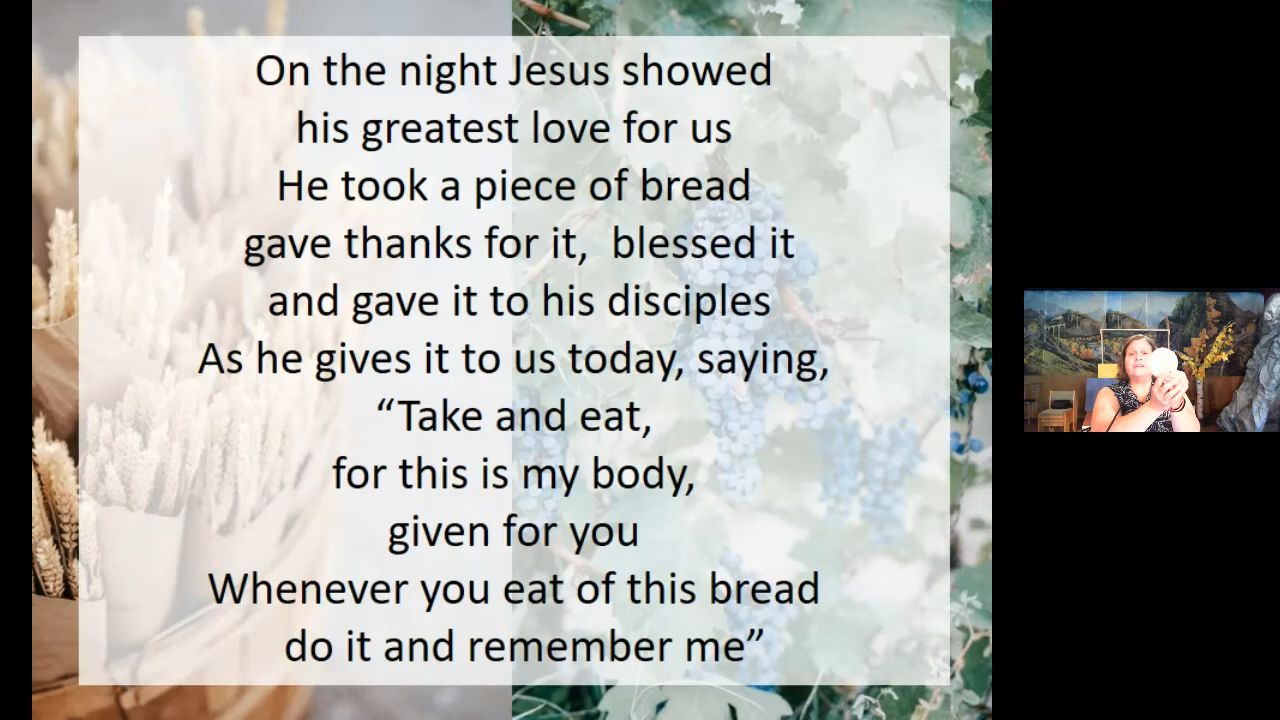 On the night Jesus showed
his greatest love for us
He took a piece of bread
gave thanks for it,  blessed it
and gave it to his disciples
As he gives it to us today, saying,
“Take and eat,
for this is my body,
given for you
Whenever you eat of this bread
do it and remember me”